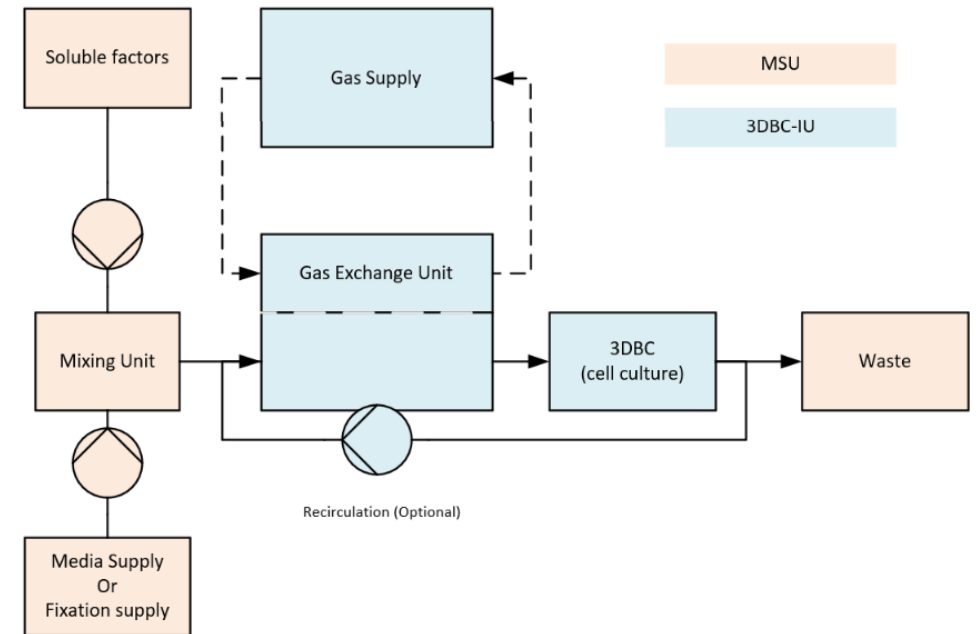 Soluble factors
Gas Supply
MSU
3DBC-IU
Gas Exchange Unit
Mixing Unit
3DBC
(cell culture)
Waste
Recirculation (Optional)
Media Supply
Or
Fixation supply